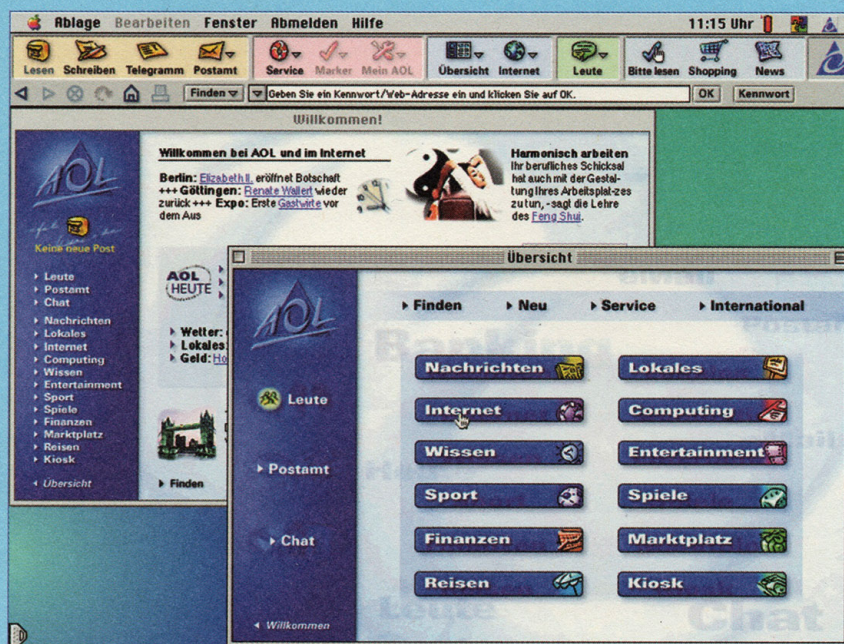 Ablage Bearbeiten Fenster Abmelden Hilfe 11:15 Uhr
Lesen Schreiben Telegramm Postamt Service Marker Mein AOL Übersicht Internet Leute Bitte lesen Shopping News
Finden Geben Sie ein Kennwort/Web-Adresse ein und klicken Sie auf OK. OK Kennwort
Willkommen!
AOL
Keine neue Post
Leute
Postamt
Chat
Nachrichten
Lokales
Internet
Computing
Wissen
Entertainment
Sport
Spiele
Finanzen
Marktplatz
Reisen
Kiosk
Übersicht
Willkommen bei AOL und im Internet
Berlin: Elizabeth II. eröffnet Botschaft
+++ Göttingen: Renate Wallert wieder
zurück +++ Expo: Erste Gastwirte vor
dem Aus
Harmonisch arbeiten
Ihr berufliches Schicksal
hat auch mit der Gestal-
tung Ihres Arbeitsplat-zes
zu tun, -sagt die Lehre
des Feng Shui.
AOL
HEUTE
Wetter:
Lokales:
Geld: Ho
Finden
Übersicht
AOL
Leute
Postamt
Chat
Willkommen
Finden Neu Service International
Banking
Nachrichten Lokales
Internet Computing
Wissen Entertainment
Sport Spiele
Finanzen Marktplatz
Reisen Kiosk
Leute Chat